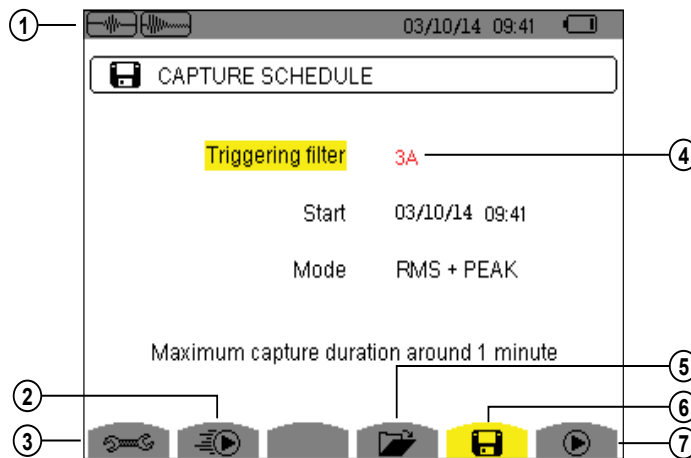 1
03/10/14 09:41
CAPTURE SCHEDULE
Triggering filter 3A
4
Start 03/10/14 09:41
Mode RMS + PEAK
Maximum capture duration around 1 minute
5
2
6
3
7